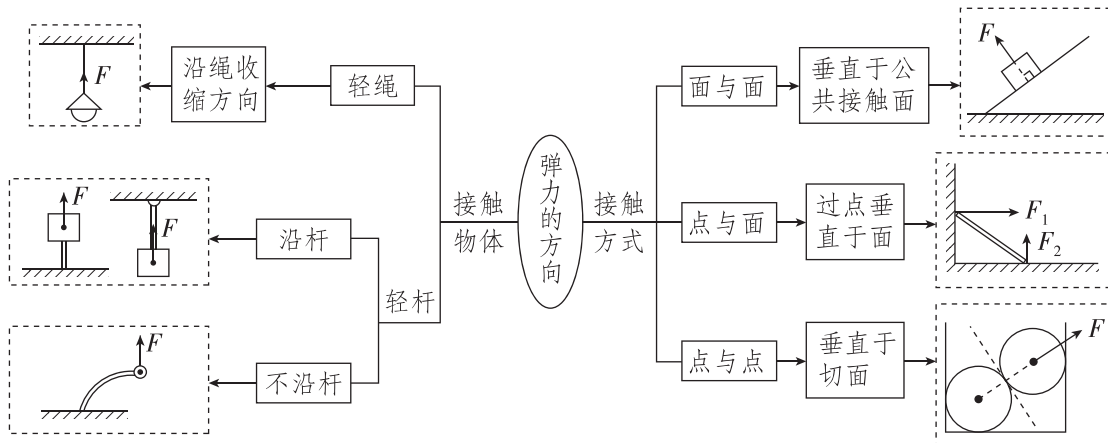 弹力的方向
接触
物体
轻绳
沿绳收
缩方向
F
轻杆
沿杆
F
F
不沿杆
F
接触
方式
面与面
垂直于公
共接触面
F
点与面
过点垂
直于面
F₁
F₂
点与点
垂直于
切面
F